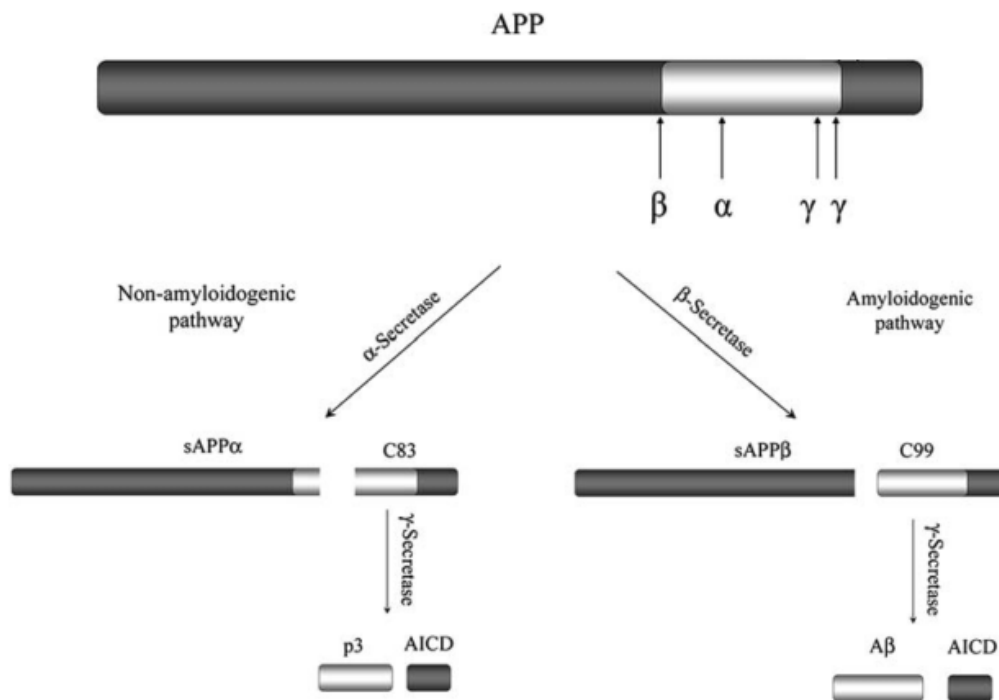 APP
β α γ γ
Non-amyloidogenic
pathway
α-Secretase
β-Secretase
Amyloidogenic
pathway
sAPPα C83
sAPPβ C99
γ-Secretase
γ-Secretase
p3 AICD
Aβ AICD